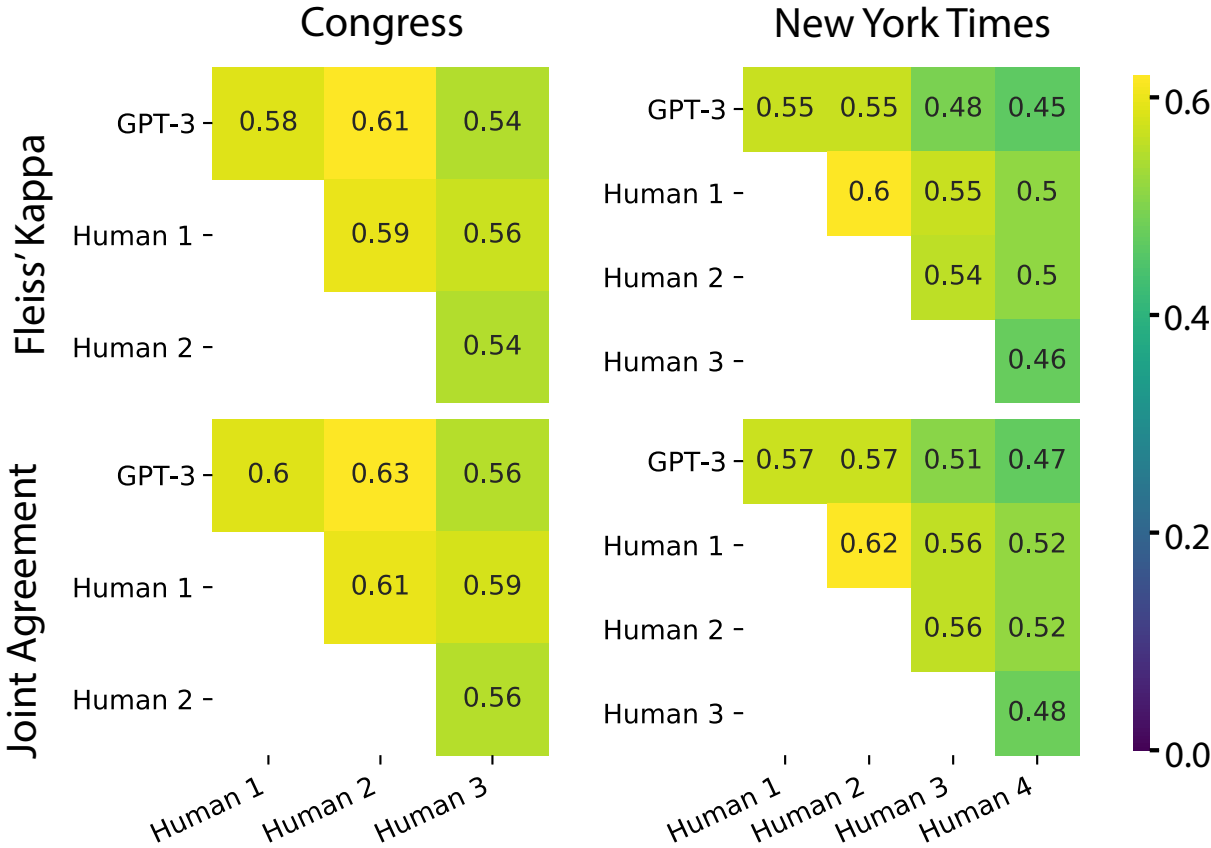 Congress
New York Times
Fleiss’ Kappa
GPT-3
0.58 0.61 0.54
Human 1
0.59 0.56
Human 2
0.54
GPT-3
0.55 0.55 0.48 0.45
Human 1
0.6 0.55 0.5
Human 2
0.54 0.5
Human 3
0.46
Joint Agreement
GPT-3
0.6 0.63 0.56
Human 1
0.61 0.59
Human 2
0.56
Human 1 Human 2 Human 3
GPT-3
0.57 0.57 0.51 0.47
Human 1
0.62 0.56 0.52
Human 2
0.56 0.52
Human 3
0.48
Human 1 Human 2 Human 3 Human 4
0.6
0.4
0.2
0.0